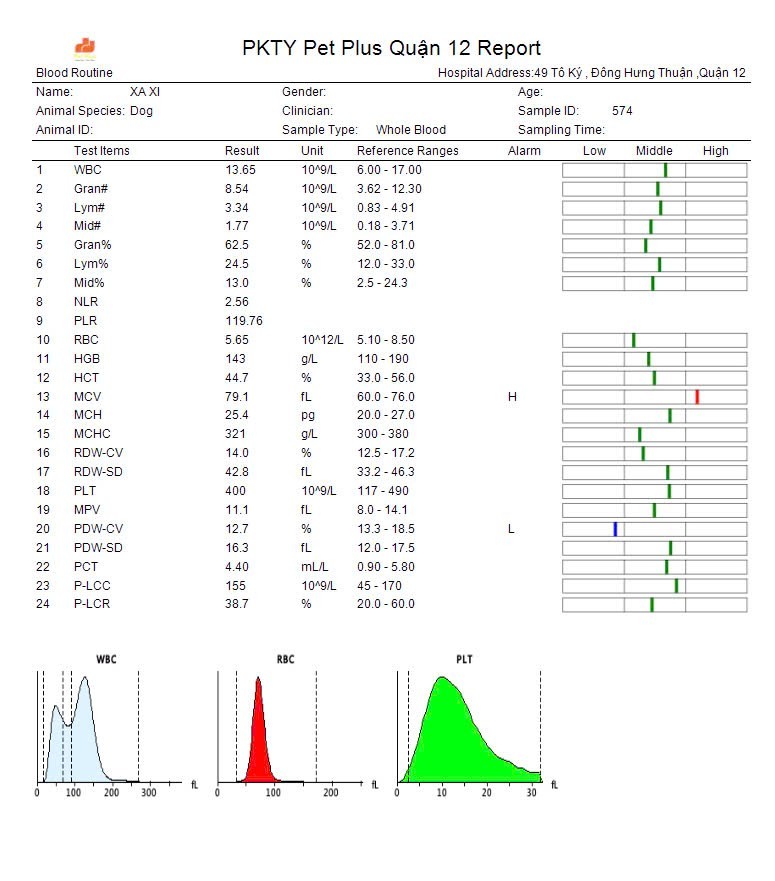 PKTY Pet Plus Quận 12 Report
Blood Routine Hospital Address:49 Tô Ký , Đông Hưng Thuận ,Quận 12
Name: XA XI Gender: Age:
Animal Species: Dog Clinician: Sample ID: 574
Animal ID: Sample Type: Whole Blood Sampling Time:
Test Items Result Unit Reference Ranges Alarm Low Middle High
1 WBC 13.65 10^9/L 6.00 - 17.00
2 Gran# 8.54 10^9/L 3.62 - 12.30
3 Lym# 3.34 10^9/L 0.83 - 4.91
4 Mid# 1.77 10^9/L 0.18 - 3.71
5 Gran% 62.5 % 52.0 - 81.0
6 Lym% 24.5 % 12.0 - 33.0
7 Mid% 13.0 % 2.5 - 24.3
8 NLR 2.56
9 PLR 119.76
10 RBC 5.65 10^12/L 5.10 - 8.50
11 HGB 143 g/L 110 - 190
12 HCT 44.7 % 33.0 - 56.0
13 MCV 79.1 fL 60.0 - 76.0 H
14 MCH 25.4 pg 20.0 - 27.0
15 MCHC 321 g/L 300 - 380
16 RDW-CV 14.0 % 12.5 - 17.2
17 RDW-SD 42.8 fL 33.2 - 46.3
18 PLT 400 10^9/L 117 - 490
19 MPV 11.1 fL 8.0 - 14.1
20 PDW-CV 12.7 % 13.3 - 18.5 L
21 PDW-SD 16.3 fL 12.0 - 17.5
22 PCT 4.40 mL/L 0.90 - 5.80
23 P-LCC 155 10^9/L 45 - 170
24 P-LCR 38.7 % 20.0 - 60.0
WBC RBC PLT
0 100 200 300 fL 0 100 200 fL 0 10 20 30 fL